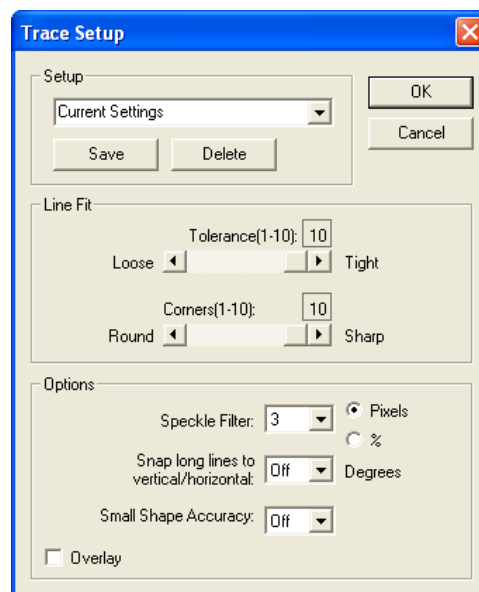 Trace Setup
Setup
Current Settings
Save Delete
OK
Cancel
Line Fit
Tolerance(1-10): 10
Loose Tight
Corners(1-10): 10
Round Sharp
Options
Speckle Filter: 3 Pixels
%
Snap long lines to
vertical/horizontal: Off Degrees
Small Shape Accuracy: Off
Overlay